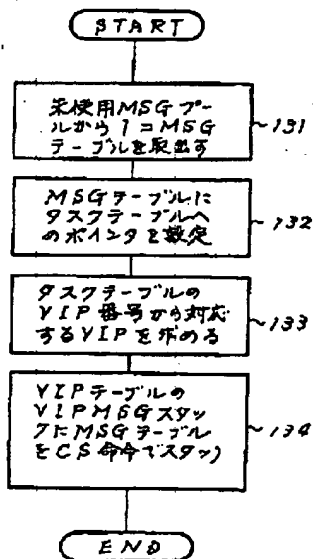 START
未使用MSGプー
ルから1つMSG
テーブルを取出す
131
MSGテーブルに
タスクテーブルへ
のポインタを設定
132
タスクテーブルの
VIP番号から対応
するVIPを求める
133
VIPテーブルの
VIPMSGスタッ
クにMSGテーブル
をCS命令でスタック
134
END